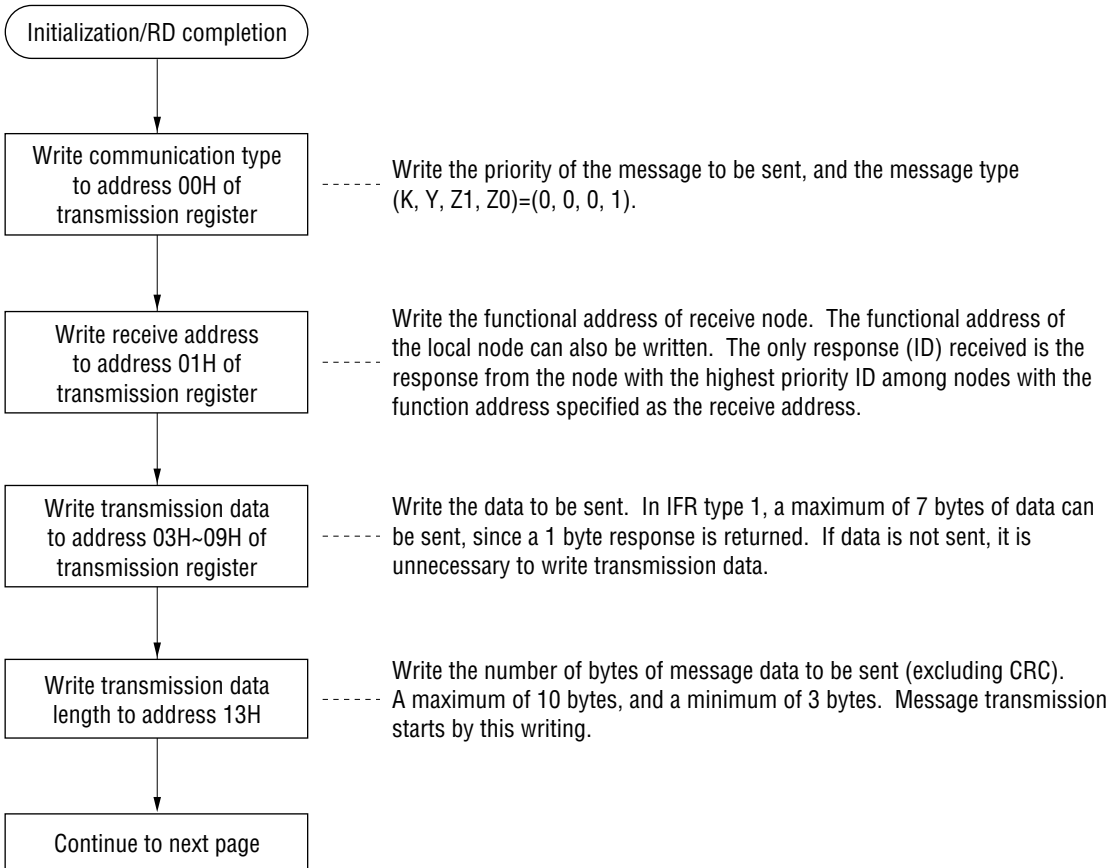 Initialization/RD completion
Write communication type
to address 00H of
transmission register
Write the priority of the message to be sent, and the message type
(K, Y, Z1, Z0)=(0, 0, 0, 1).
Write receive address
to address 01H of
transmission register
Write the functional address of receive node.  The functional address of
the local node can also be written.  The only response (ID) received is the
response from the node with the highest priority ID among nodes with the
function address specified as the receive address.
Write transmission data
to address 03H~09H of
transmission register
Write the data to be sent.  In IFR type 1, a maximum of 7 bytes of data can
be sent, since a 1 byte response is returned.  If data is not sent, it is
unnecessary to write transmission data.
Write transmission data
length to address 13H
Write the number of bytes of message data to be sent (excluding CRC).
A maximum of 10 bytes, and a minimum of 3 bytes.  Message transmission
starts by this writing.
Continue to next page